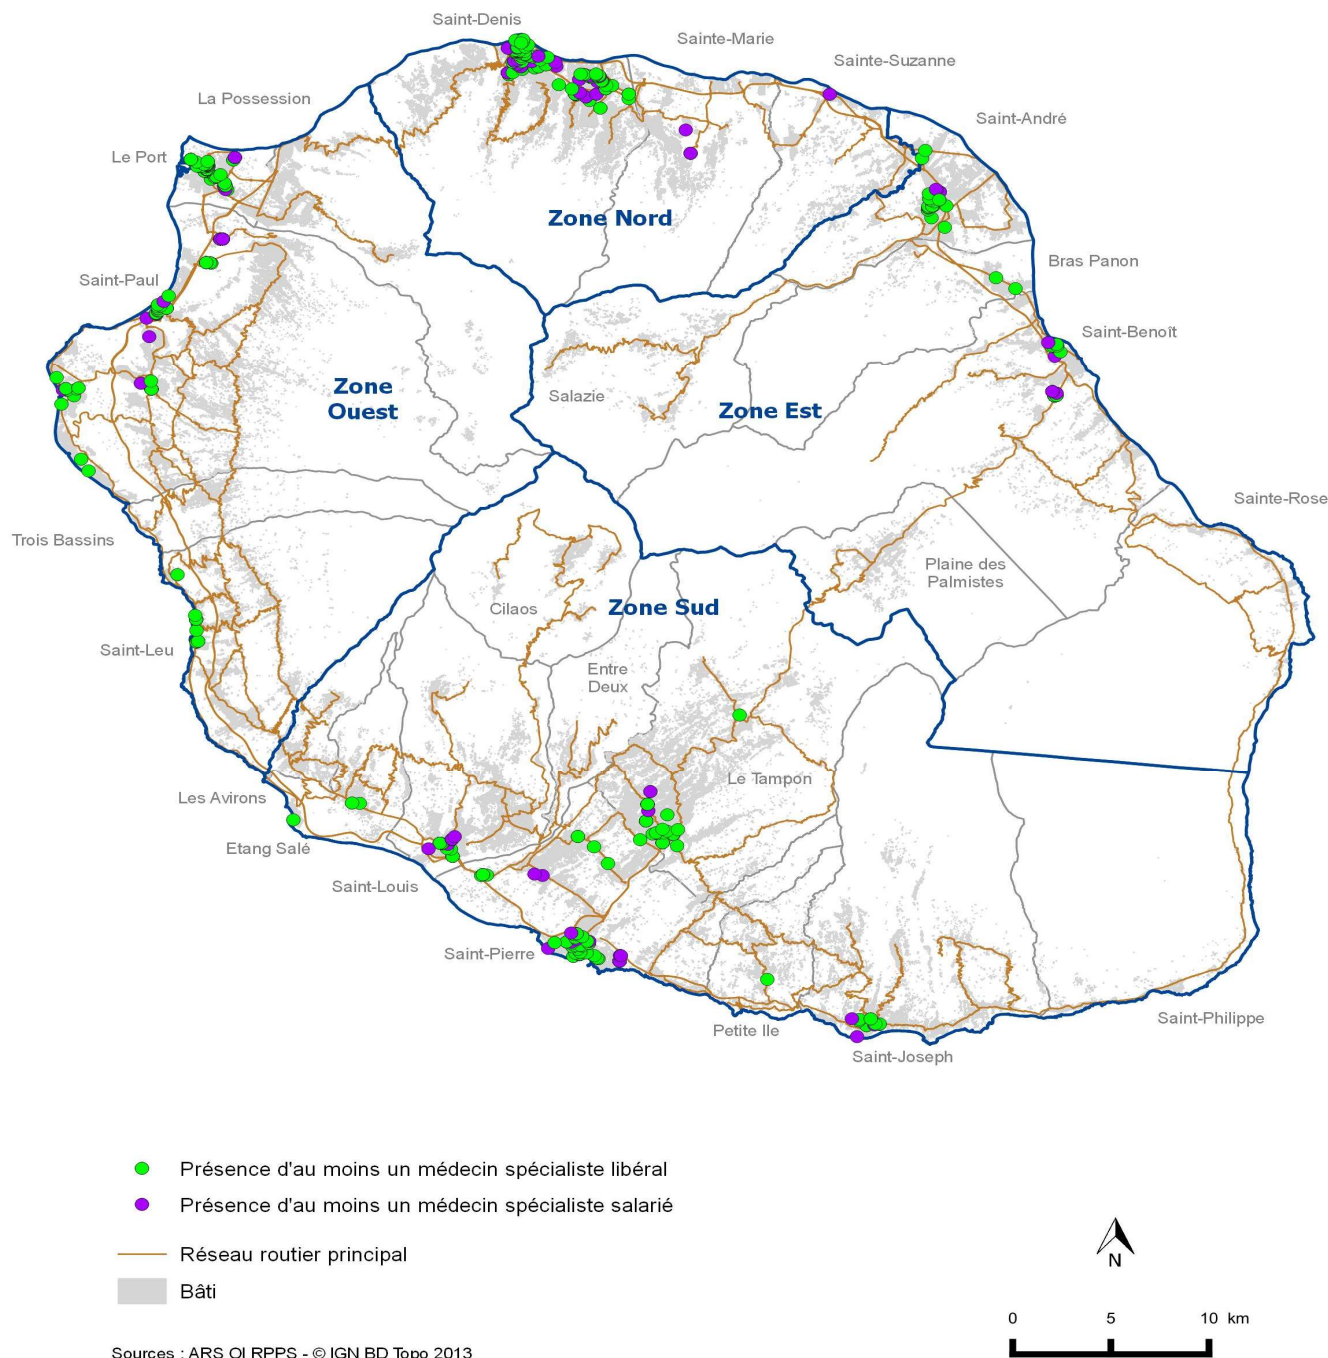 Saint-Denis
Sainte-Marie
Sainte-Suzanne
La Possession
Saint-André
Le Port
Zone Nord
Bras Panon
Saint-Paul
Saint-Benoît
Zone
Ouest
Salazie
Zone Est
Sainte-Rose
Trois Bassins
Plaine des
Palmistes
Cilaos
Zone Sud
Saint-Leu
Entre
Deux
Le Tampon
Les Avirons
Etang Salé
Saint-Louis
Saint-Pierre
Petite Ile
Saint-Philippe
Saint-Joseph
Présence d'au moins un médecin spécialiste libéral
Présence d'au moins un médecin spécialiste salarié
Réseau routier principal
Bâti
N
0 5 10 km
Sources : ARS OI RPPS - © IGN BD Topo 2013